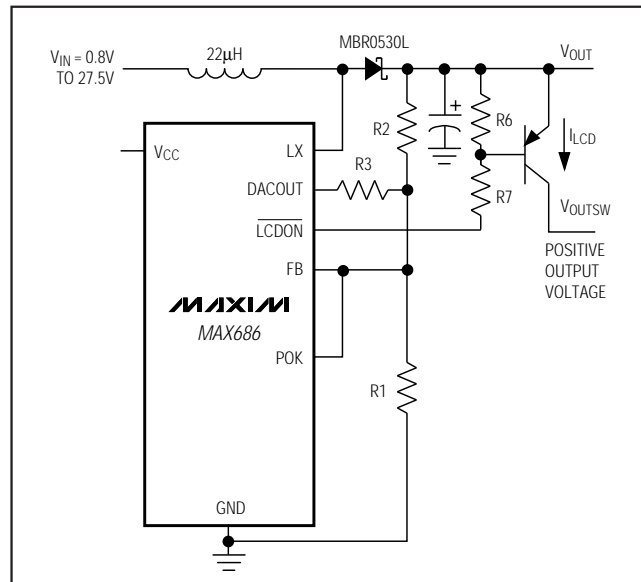 MBR0530L
VIN = 0.8V
TO 27.5V
22µH
VOUT
R2
R6
ILCD
VCC
LX
R3
DACOUT
R7
LCDON
VOUTSW
FB
POSITIVE
OUTPUT
VOLTAGE
MAXIM
MAX686
POK
R1
GND
+